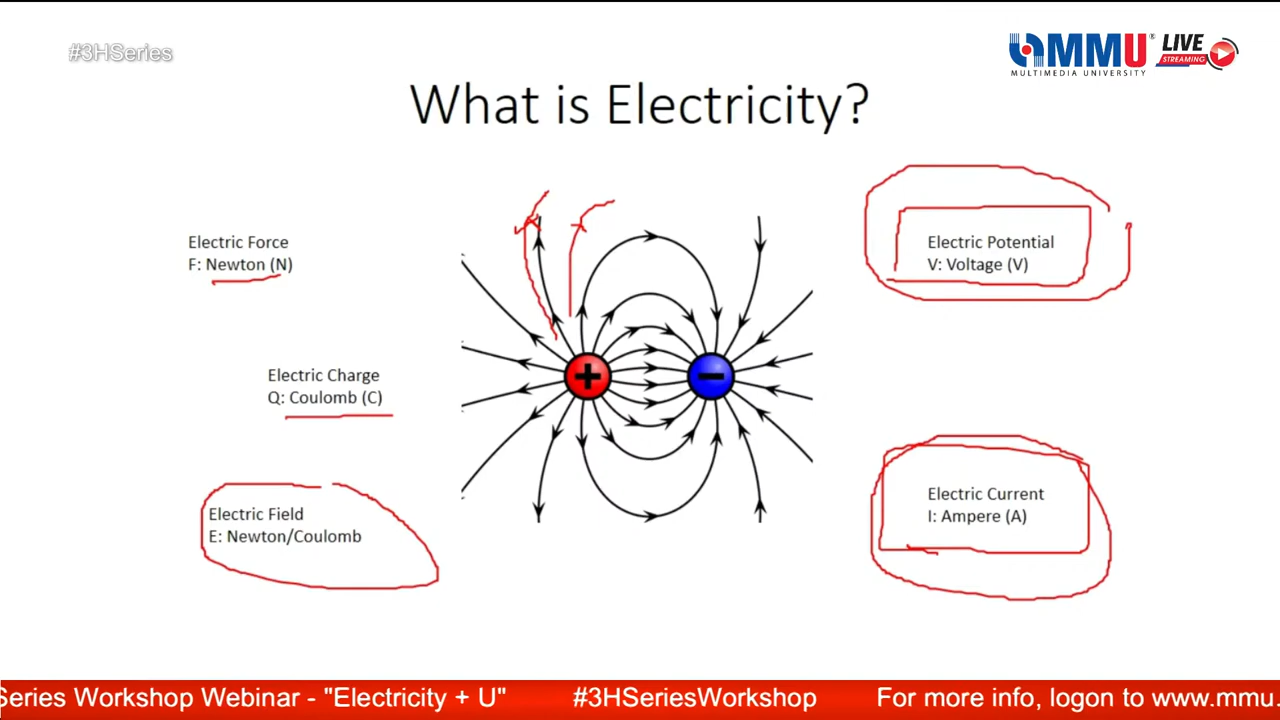 #3HSeries
MMU®
MULTIMEDIA UNIVERSITY
LIVE
STREAMING
What is Electricity?
Electric Force
F: Newton (N)
Electric Potential
V: Voltage (V)
+
−
Electric Charge
Q: Coulomb (C)
Electric Field
E: Newton/Coulomb
Electric Current
I: Ampere (A)
Series Workshop Webinar - "Electricity + U" #3HSeriesWorkshop For more info, logon to www.mmu.